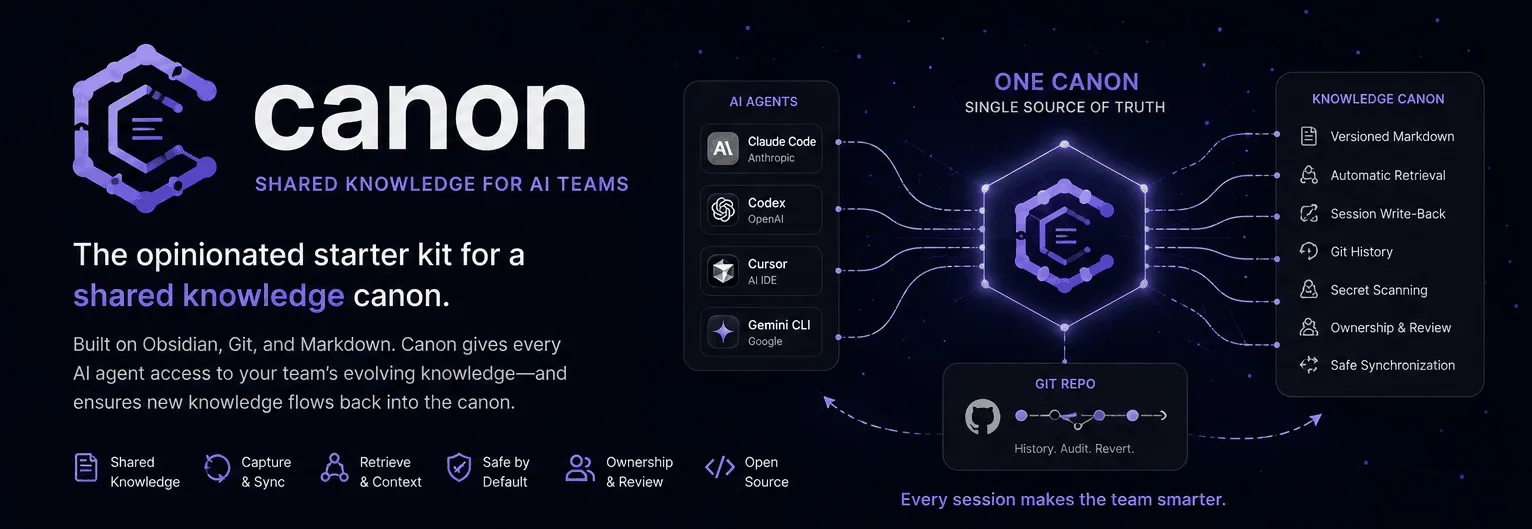 canon
SHARED KNOWLEDGE FOR AI TEAMS
The opinionated starter kit for a
shared knowledge canon.
Built on Obsidian, Git, and Markdown. Canon gives every
AI agent access to your team's evolving knowledge—and
ensures new knowledge flows back into the canon.
Shared
Knowledge
Capture
& Sync
Retrieve
& Context
Safe by
Default
Ownership
& Review
Open
Source
AI AGENTS
Claude Code
Anthropic
Codex
OpenAI
Cursor
AI IDE
Gemini CLI
Google
ONE CANON
SINGLE SOURCE OF TRUTH
GIT REPO
History. Audit. Revert.
Every session makes the team smarter.
KNOWLEDGE CANON
Versioned Markdown
Automatic Retrieval
Session Write-Back
Git History
Secret Scanning
Ownership & Review
Safe Synchronization